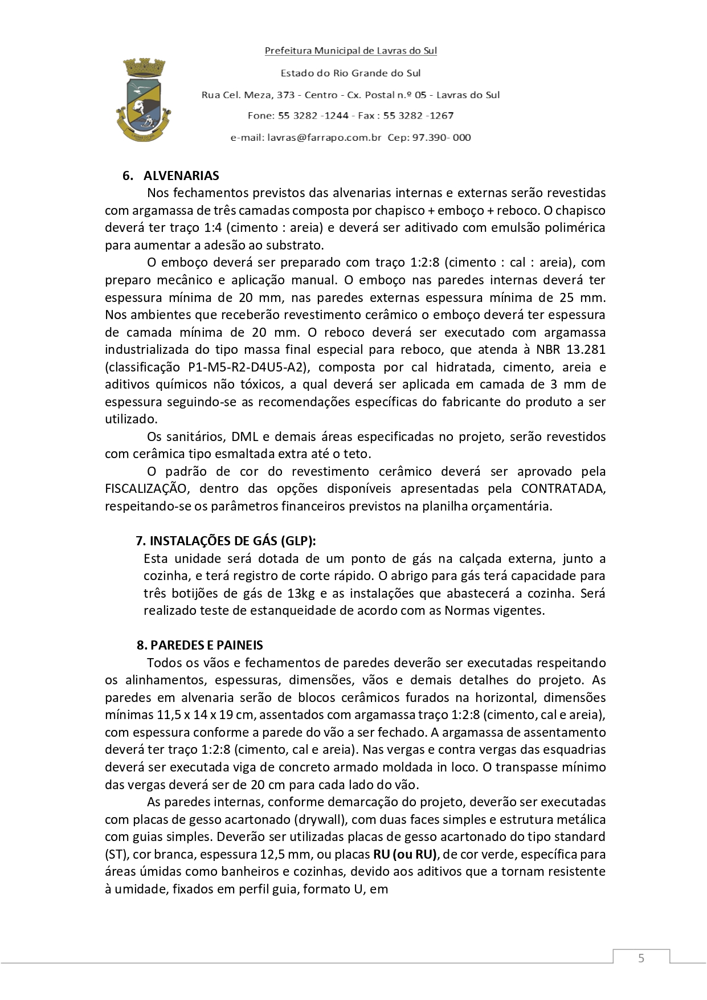 Prefeitura Municipal de Lavras do Sul
Estado do Rio Grande do Sul
Rua Cel. Meza, 373 - Centro - Cx. Postal n.º 05 - Lavras do Sul
Fone: 55 3282 -1244 - Fax : 55 3282 -1267
e-mail: lavras@farrapo.com.br Cep: 97.390- 000
6. ALVENARIAS
Nos fechamentos previstos das alvenarias internas e externas serão revestidas
com argamassa de três camadas composta por chapisco + emboço + reboco. O chapisco
deverá ter traço 1:4 (cimento : areia) e deverá ser aditivado com emulsão polimérica
para aumentar a adesão ao substrato.
O emboço deverá ser preparado com traço 1:2:8 (cimento : cal : areia), com
preparo mecânico e aplicação manual. O emboço nas paredes internas deverá ter
espessura mínima de 20 mm, nas paredes externas espessura mínima de 25 mm.
Nos ambientes que receberão revestimento cerâmico o emboço deverá ter espessura
de camada mínima de 20 mm. O reboco deverá ser executado com argamassa
industrializada do tipo massa final especial para reboco, que atenda à NBR 13.281
(classificação P1-M5-R2-D4U5-A2), composta por cal hidratada, cimento, areia e
aditivos químicos não tóxicos, a qual deverá ser aplicada em camada de 3 mm de
espessura seguindo-se as recomendações específicas do fabricante do produto a ser
utilizado.
Os sanitários, DML e demais áreas especificadas no projeto, serão revestidos
com cerâmica tipo esmaltada extra até o teto.
O padrão de cor do revestimento cerâmico deverá ser aprovado pela
FISCALIZAÇÃO, dentro das opções disponíveis apresentadas pela CONTRATADA,
respeitando-se os parâmetros financeiros previstos na planilha orçamentária.
7. INSTALAÇÕES DE GÁS (GLP):
Esta unidade será dotada de um ponto de gás na calçada externa, junto a
cozinha, e terá registro de corte rápido. O abrigo para gás terá capacidade para
três botijões de gás de 13kg e as instalações que abastecerá a cozinha. Será
realizado teste de estanqueidade de acordo com as Normas vigentes.
8. PAREDES E PAINEIS
Todos os vãos e fechamentos de paredes deverão ser executadas respeitando
os alinhamentos, espessuras, dimensões, vãos e demais detalhes do projeto. As
paredes em alvenaria serão de blocos cerâmicos furados na horizontal, dimensões
mínimas 11,5 x 14 x 19 cm, assentados com argamassa traço 1:2:8 (cimento, cal e areia),
com espessura conforme a parede do vão a ser fechado. A argamassa de assentamento
deverá ter traço 1:2:8 (cimento, cal e areia). Nas vergas e contra vergas das esquadrias
deverá ser executada viga de concreto armado moldada in loco. O transpasse mínimo
das vergas deverá ser de 20 cm para cada lado do vão.
As paredes internas, conforme demarcação do projeto, deverão ser executadas
com placas de gesso acartonado (drywall), com duas faces simples e estrutura metálica
com guias simples. Deverão ser utilizadas placas de gesso acartonado do tipo standard
(ST), cor branca, espessura 12,5 mm, ou placas RU (ou RU), de cor verde, específica para
áreas úmidas como banheiros e cozinhas, devido aos aditivos que a tornam resistente
à umidade, fixados em perfil guia, formato U, em
5